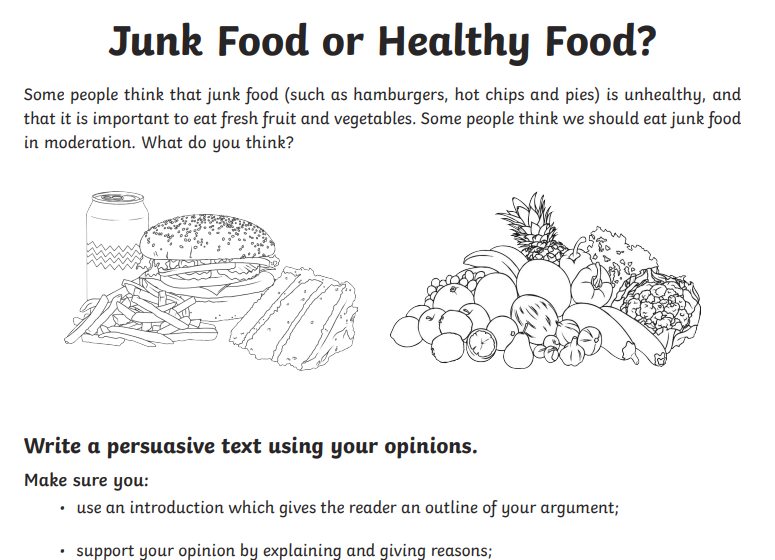 Junk Food or Healthy Food?
Some people think that junk food (such as hamburgers, hot chips and pies) is unhealthy, and
that it is important to eat fresh fruit and vegetables. Some people think we should eat junk food
in moderation. What do you think?
Write a persuasive text using your opinions.
Make sure you:
• use an introduction which gives the reader an outline of your argument;
• support your opinion by explaining and giving reasons;